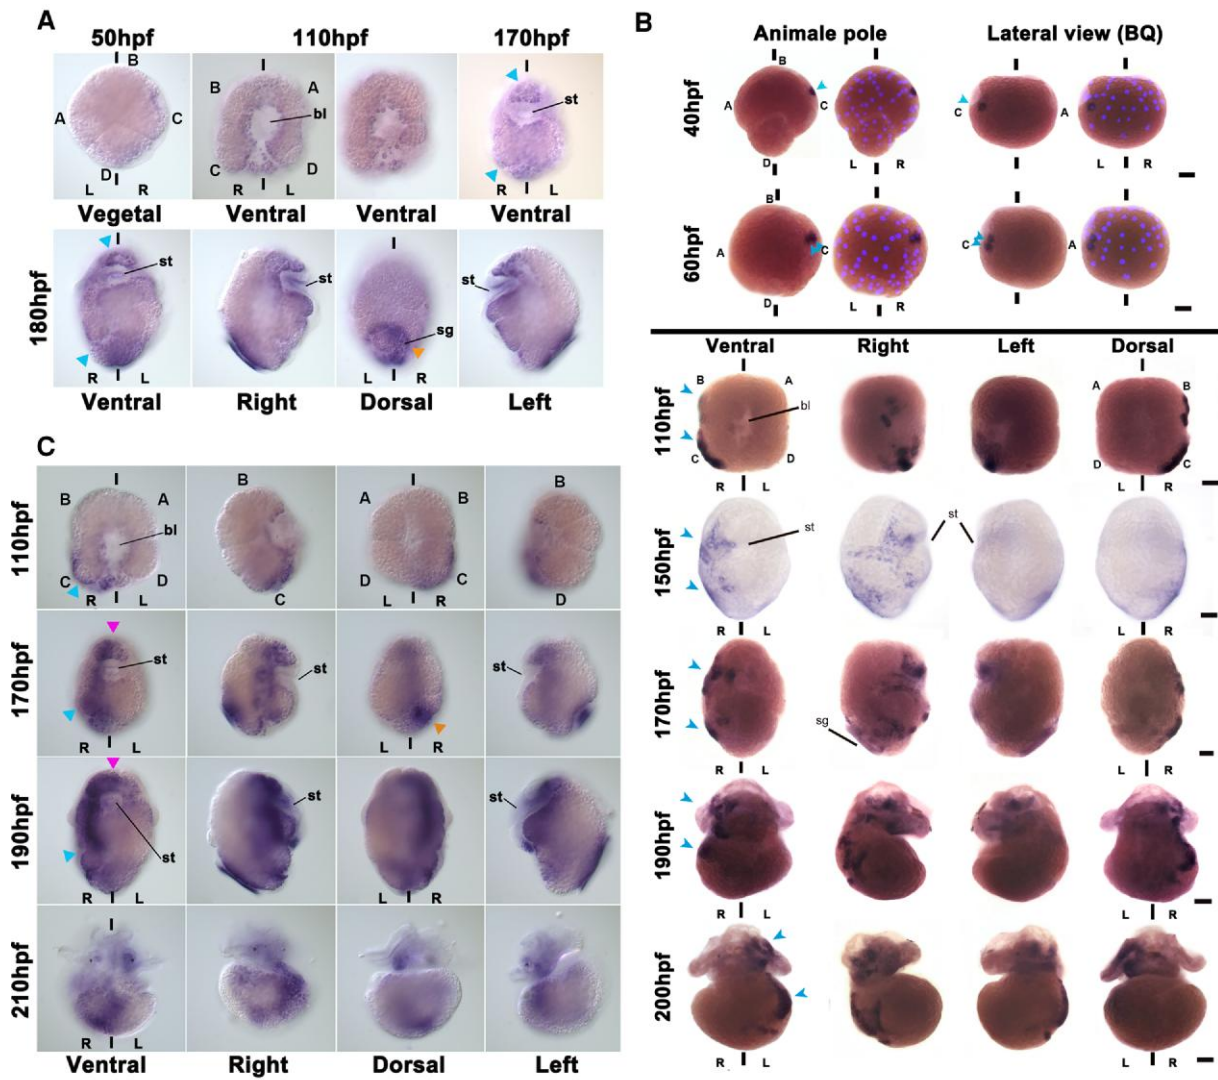 A
50hpf 110hpf 170hpf
B
A C
D
L R
B A
bl
C D
R L
st
R L
Vegetal Ventral Ventral Ventral
180hpf
st
R L
st
sg
L R
st
Ventral Right Dorsal Left
B
Animale pole Lateral view (BQ)
40hpf
B
A C
D
L R
C A
L R
60hpf
B
A C
D
L R
C A
L R
Ventral Right Left Dorsal
110hpf
B A
bl
C D
R L
A B
D C
L R
150hpf
st
st
R L
L R
170hpf
sg
R L
L R
190hpf
R L
L R
200hpf
R L
L R
C
110hpf
B A
bl
C D
R L
B
C
A B
D C
L R
B
D
170hpf
st
R L
st
L R
st
190hpf
st
R L
st
L R
st
210hpf
R L
Ventral Right Dorsal Left